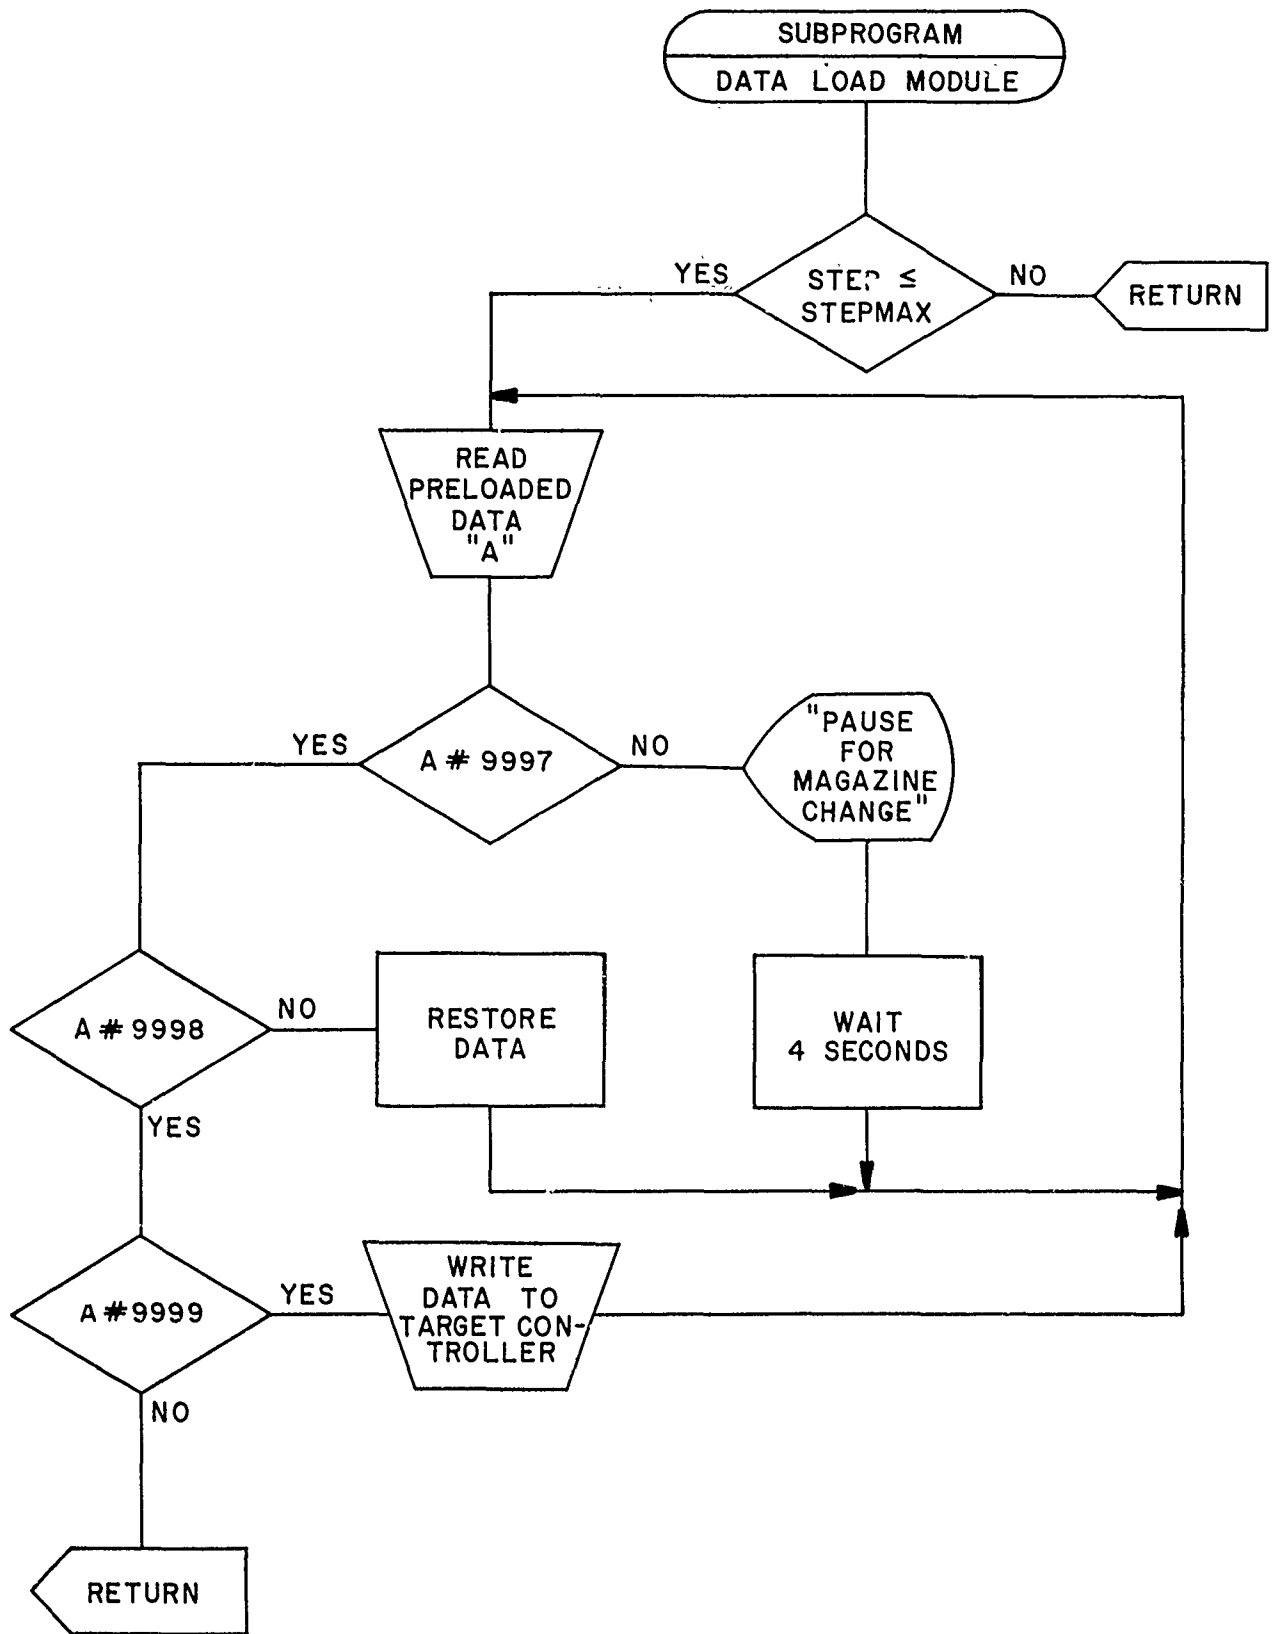 SUBPROGRAM
DATA LOAD MODULE
YES
STEP ≤
STEPMAX
NO
RETURN
READ
PRELOADED
DATA
"A"
YES
A # 9997
NO
"PAUSE
FOR
MAGAZINE
CHANGE"
A # 9998
NO
RESTORE
DATA
WAIT
4 SECONDS
YES
A #9999
YES
WRITE
DATA TO
TARGET CON-
TROLLER
NO
RETURN